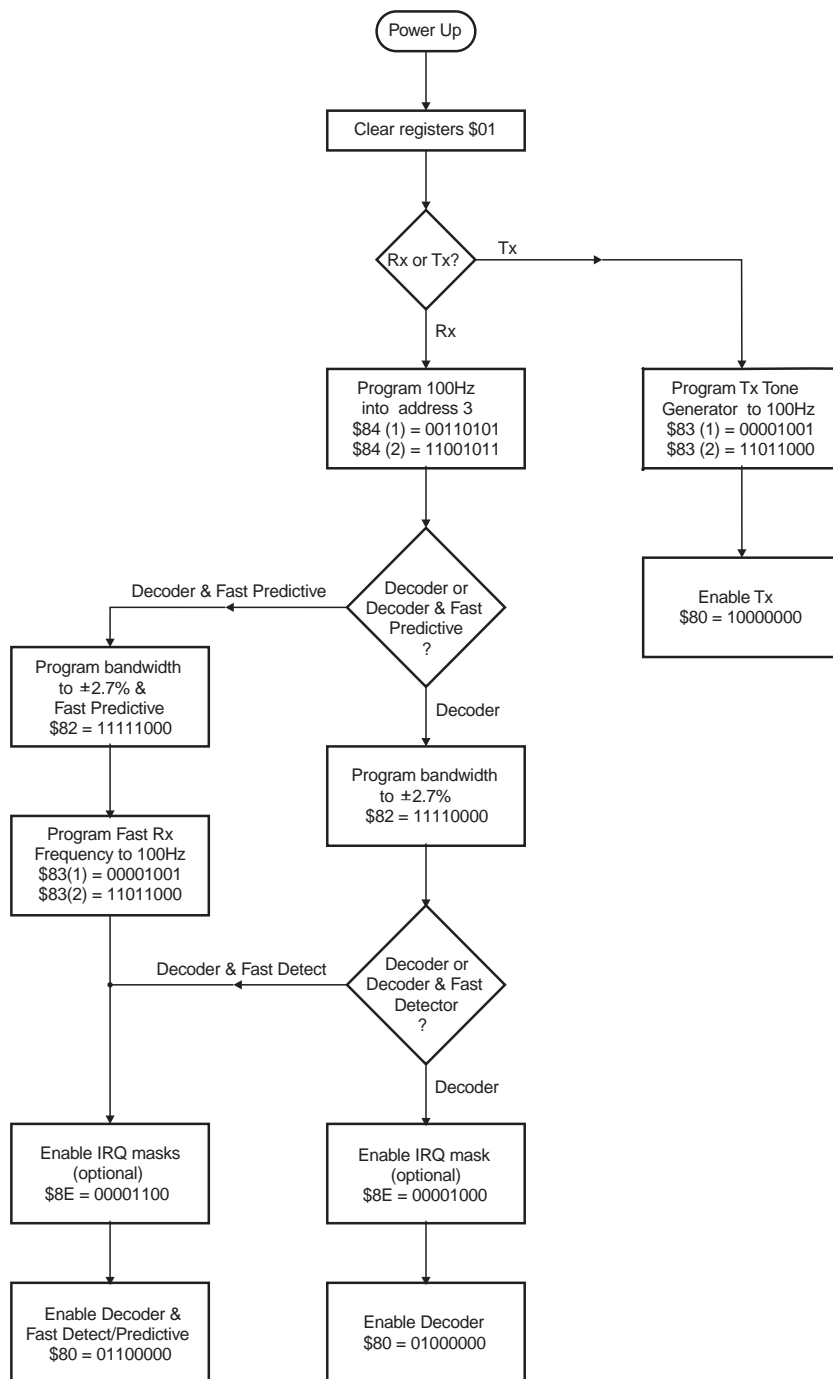 Power Up
Clear registers $01
Rx or Tx?
Tx
Rx
Program 100Hz
into address 3
$84 (1) = 00110101
$84 (2) = 11001011
Program Tx Tone
Generator to 100Hz
$83 (1) = 00001001
$83 (2) = 11011000
Enable Tx
$80 = 10000000
Decoder or
Decoder & Fast
Predictive
?
Decoder & Fast Predictive
Decoder
Program bandwidth
to ±2.7% &
Fast Predictive
$82 = 11111000
Program bandwidth
to ±2.7%
$82 = 11110000
Program Fast Rx
Frequency to 100Hz
$83(1) = 00001001
$83(2) = 11011000
Decoder or
Decoder & Fast
Detector
?
Decoder & Fast Detect
Decoder
Enable IRQ masks
(optional)
$8E = 00001100
Enable IRQ mask
(optional)
$8E = 00001000
Enable Decoder &
Fast Detect/Predictive
$80 = 01100000
Enable Decoder
$80 = 01000000